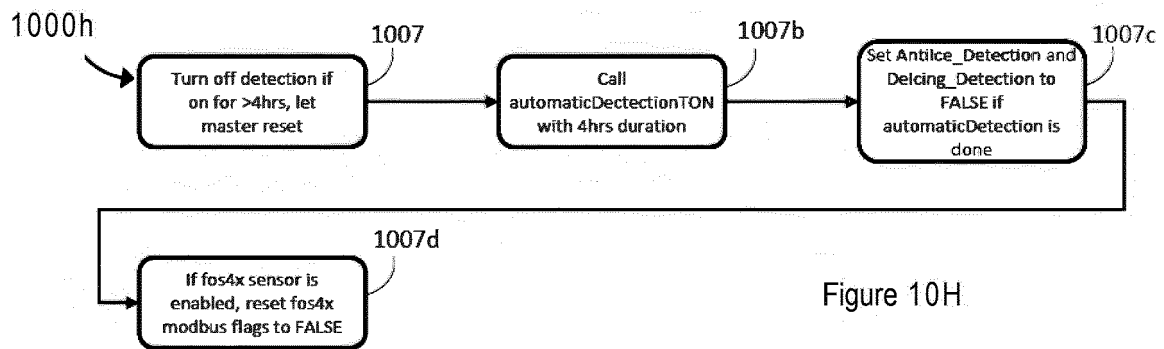 1000h
1007
Turn off detection if
on for >4hrs, let
master reset
1007b
Call
automaticDectectionTON
with 4hrs duration
1007c
Set AntiIce_Detection and
DeIcing_Detection to
FALSE if
automaticDetection is
done
1007d
If fos4x sensor is
enabled, reset fos4x
modbus flags to FALSE
Figure 10H